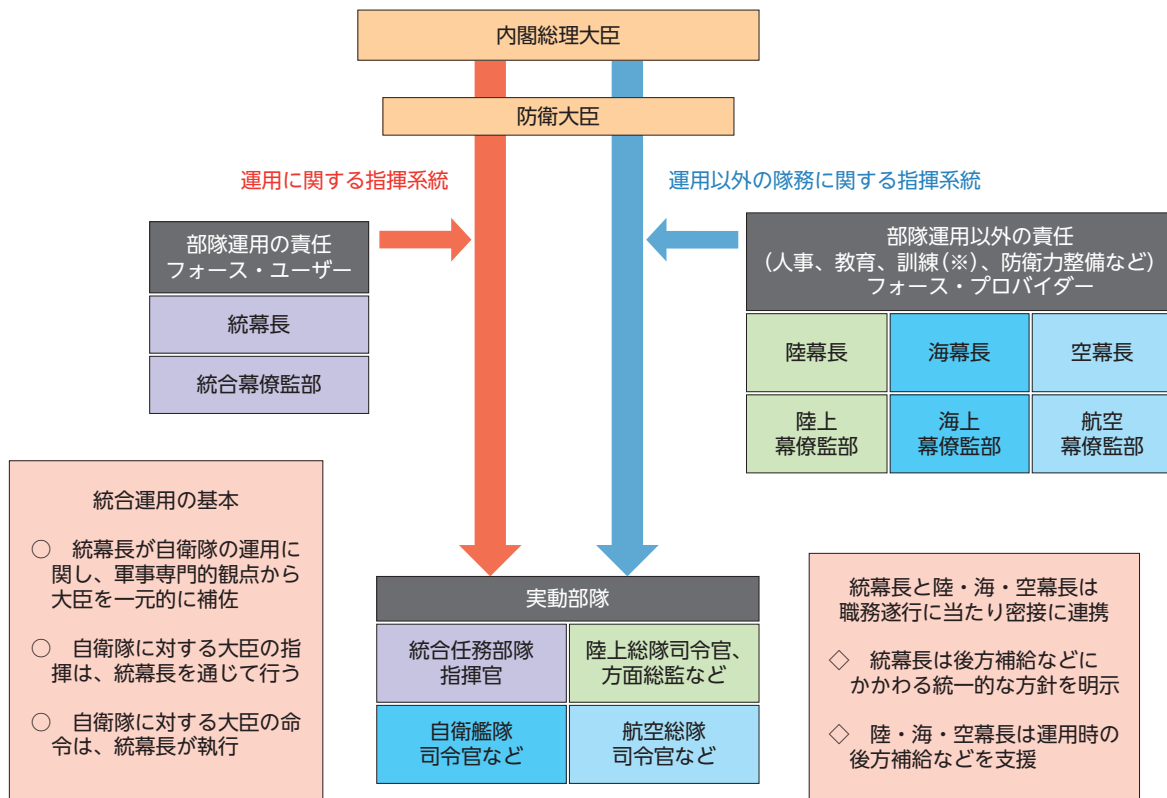 内閣総理大臣
防衛大臣
運用に関する指揮系統
運用以外の隊務に関する指揮系統
部隊運用の責任
フォース・ユーザー
統幕長
統合幕僚監部
部隊運用以外の責任
（人事、教育、訓練(※)、防衛力整備など）
フォース・プロバイダー
陸幕長
海幕長
空幕長
陸上
幕僚監部
海上
幕僚監部
航空
幕僚監部
統合運用の基本
○　統幕長が自衛隊の運用に
関し、軍事専門的観点から
大臣を一元的に補佐
○　自衛隊に対する大臣の指
揮は、統幕長を通じて行う
○　自衛隊に対する大臣の命
令は、統幕長が執行
実動部隊
統合任務部隊
指揮官
陸上総隊司令官、
方面総監など
自衛艦隊
司令官など
航空総隊
司令官など
統幕長と陸・海・空幕長は
職務遂行に当たり密接に連携
◇　統幕長は後方補給などに
かかわる統一的な方針を明示
◇　陸・海・空幕長は運用時の
後方補給などを支援